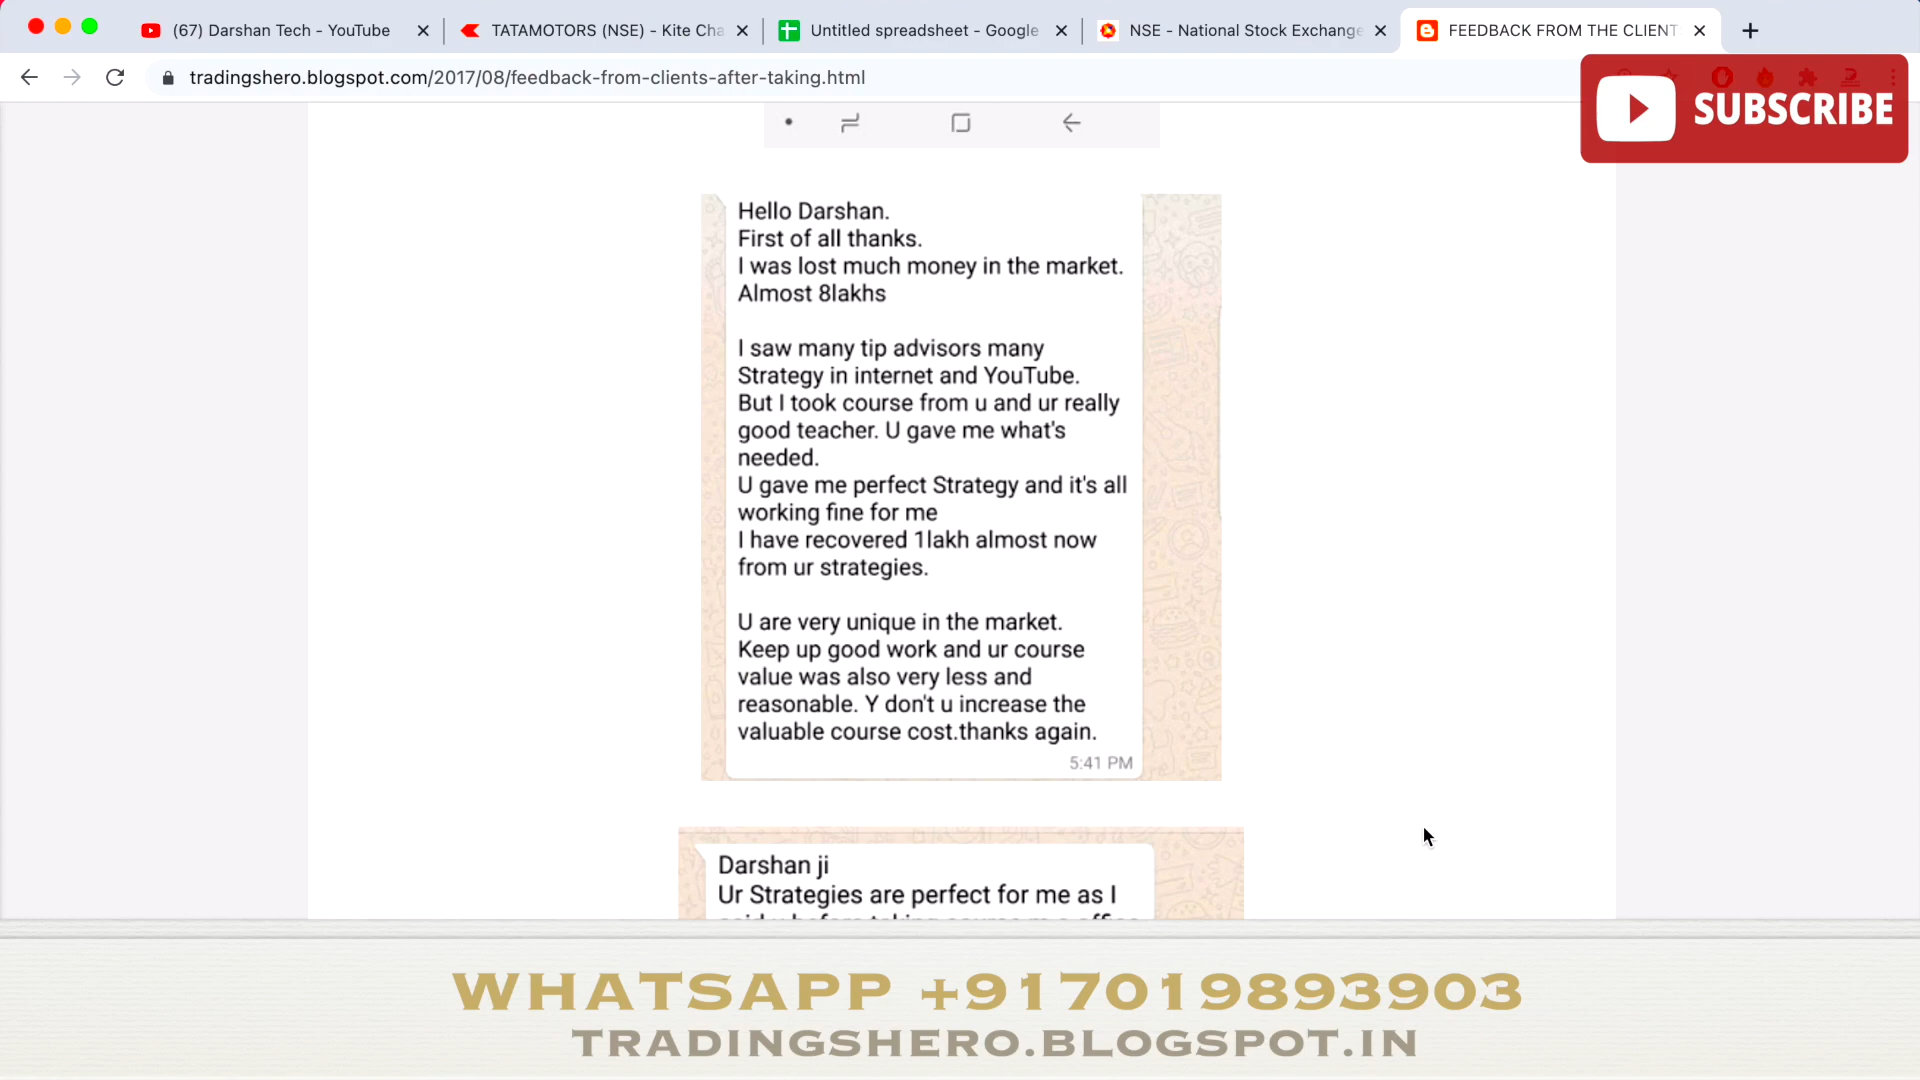 (67) Darshan Tech - YouTube
TATAMOTORS (NSE) - Kite Cha
Untitled spreadsheet - Google
NSE - National Stock Exchange
FEEDBACK FROM THE CLIENT
tradingshero.blogspot.com/2017/08/feedback-from-clients-after-taking.html
SUBSCRIBE
Hello Darshan.
First of all thanks.
I was lost much money in the market.
Almost 8lakhs
I saw many tip advisors many
Strategy in internet and YouTube.
But I took course from u and ur really
good teacher. U gave me what's
needed.
U gave me perfect Strategy and it's all
working fine for me
I have recovered 1lakh almost now
from ur strategies.
U are very unique in the market.
Keep up good work and ur course
value was also very less and
reasonable. Y don't u increase the
valuable course cost.thanks again.
5:41 PM
Darshan ji
Ur Strategies are perfect for me as I
WHATSAPP +917019893903
TRADINGSHERO.BLOGSPOT.IN